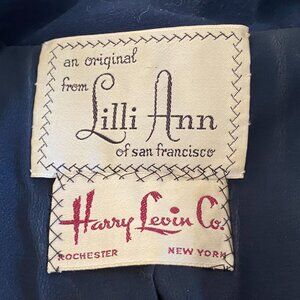 an original
from
Lilli Ann
of san francisco
Harry Levin Co.
ROCHESTER NEW YORK